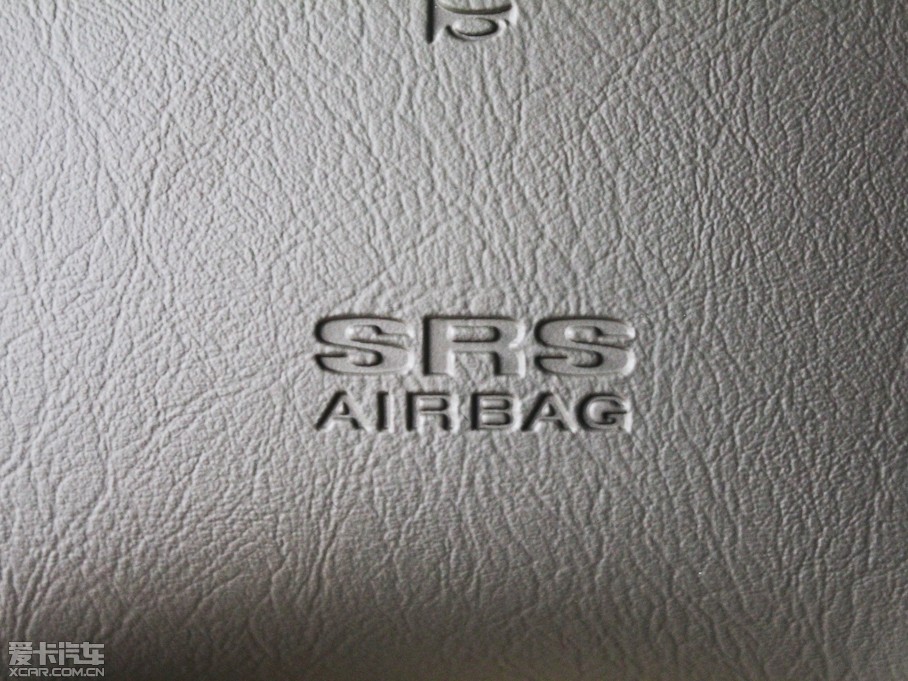 SRS
AIRBAG
爱卡汽车
XCAR.COM.CN